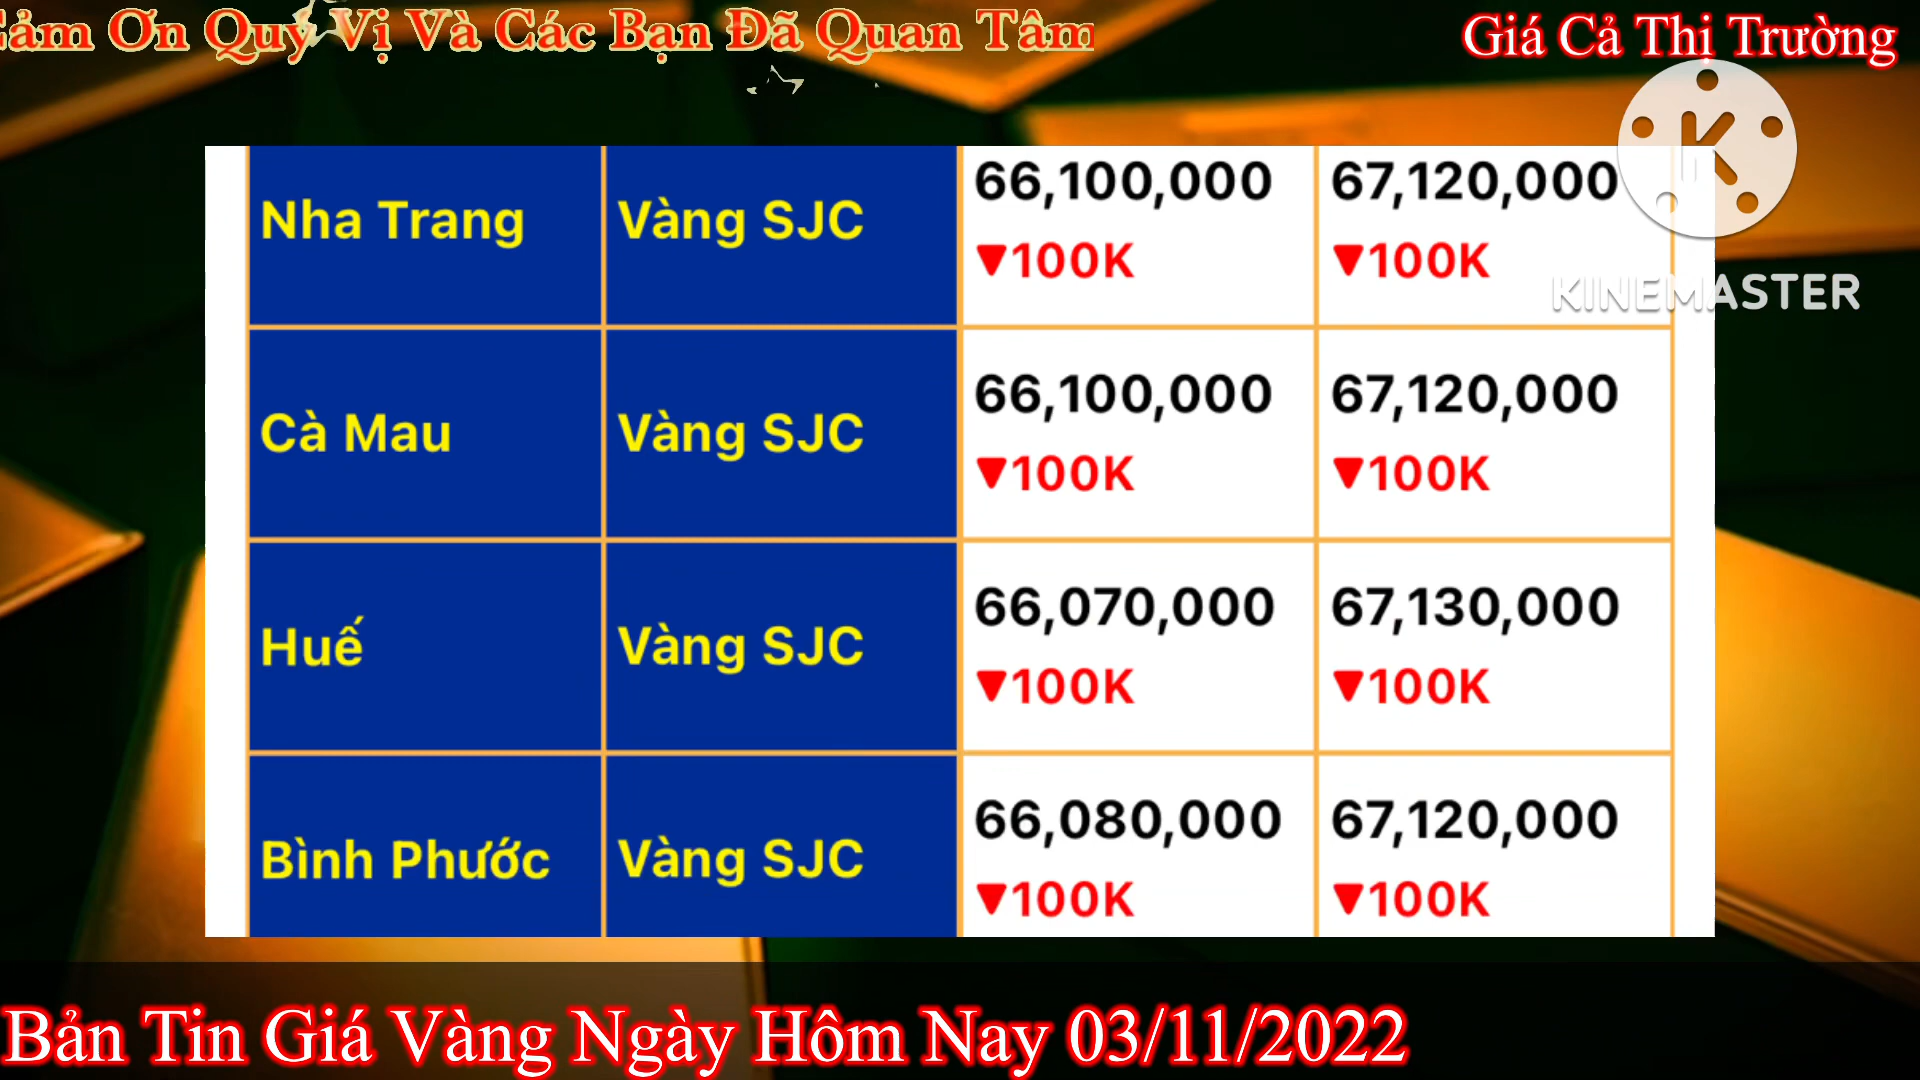 Cảm Ơn Quý Vị Và Các Bạn Đã Quan Tâm
Giá Cả Thị Trường
Nha Trang Vàng SJC 66,100,000 67,120,000
▼100K ▼100K
KINEMASTER
Cà Mau Vàng SJC 66,100,000 67,120,000
▼100K ▼100K
Huế Vàng SJC 66,070,000 67,130,000
▼100K ▼100K
Bình Phước Vàng SJC 66,080,000 67,120,000
▼100K ▼100K
Bản Tin Giá Vàng Ngày Hôm Nay 03/11/2022